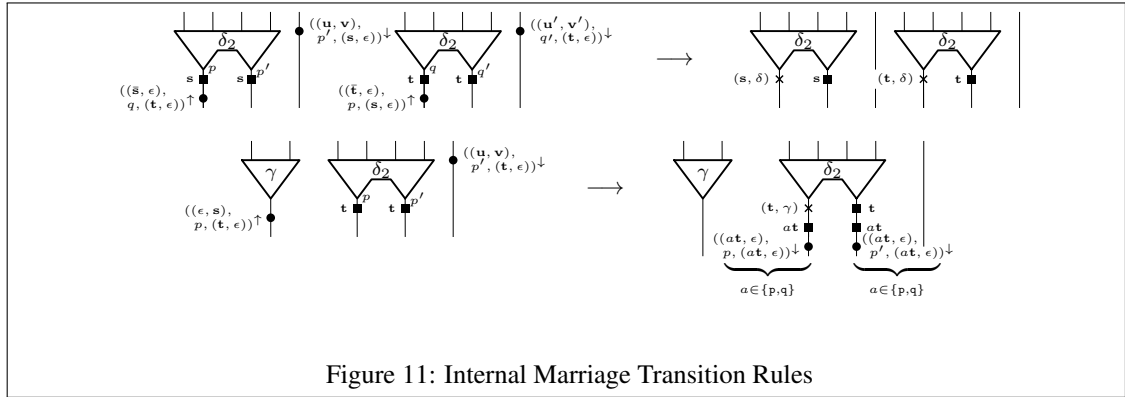 ((u, v),
p′, (s, ϵ))↓
((u′, v′),
q′, (t, ϵ))↓
δ₂
δ₂
δ₂
δ₂
p
p′
q
q′
s
s
t
t
→
(s, δ)
s
(t, δ)
t
((s̄, ϵ),
q, (t, ϵ))↑
((t̄, ϵ),
p, (s, ϵ))↑
((u, v),
p′, (t, ϵ))↓
γ
δ₂
γ
δ₂
p
p′
t
t
→
((ϵ, s),
p, (t, ϵ))↑
(t, γ)
t
at
at
((at, ϵ),
p, (at, ϵ))↓
((at, ϵ),
p′, (at, ϵ))↓
a∈{p,q}
a∈{p,q}
Figure 11: Internal Marriage Transition Rules